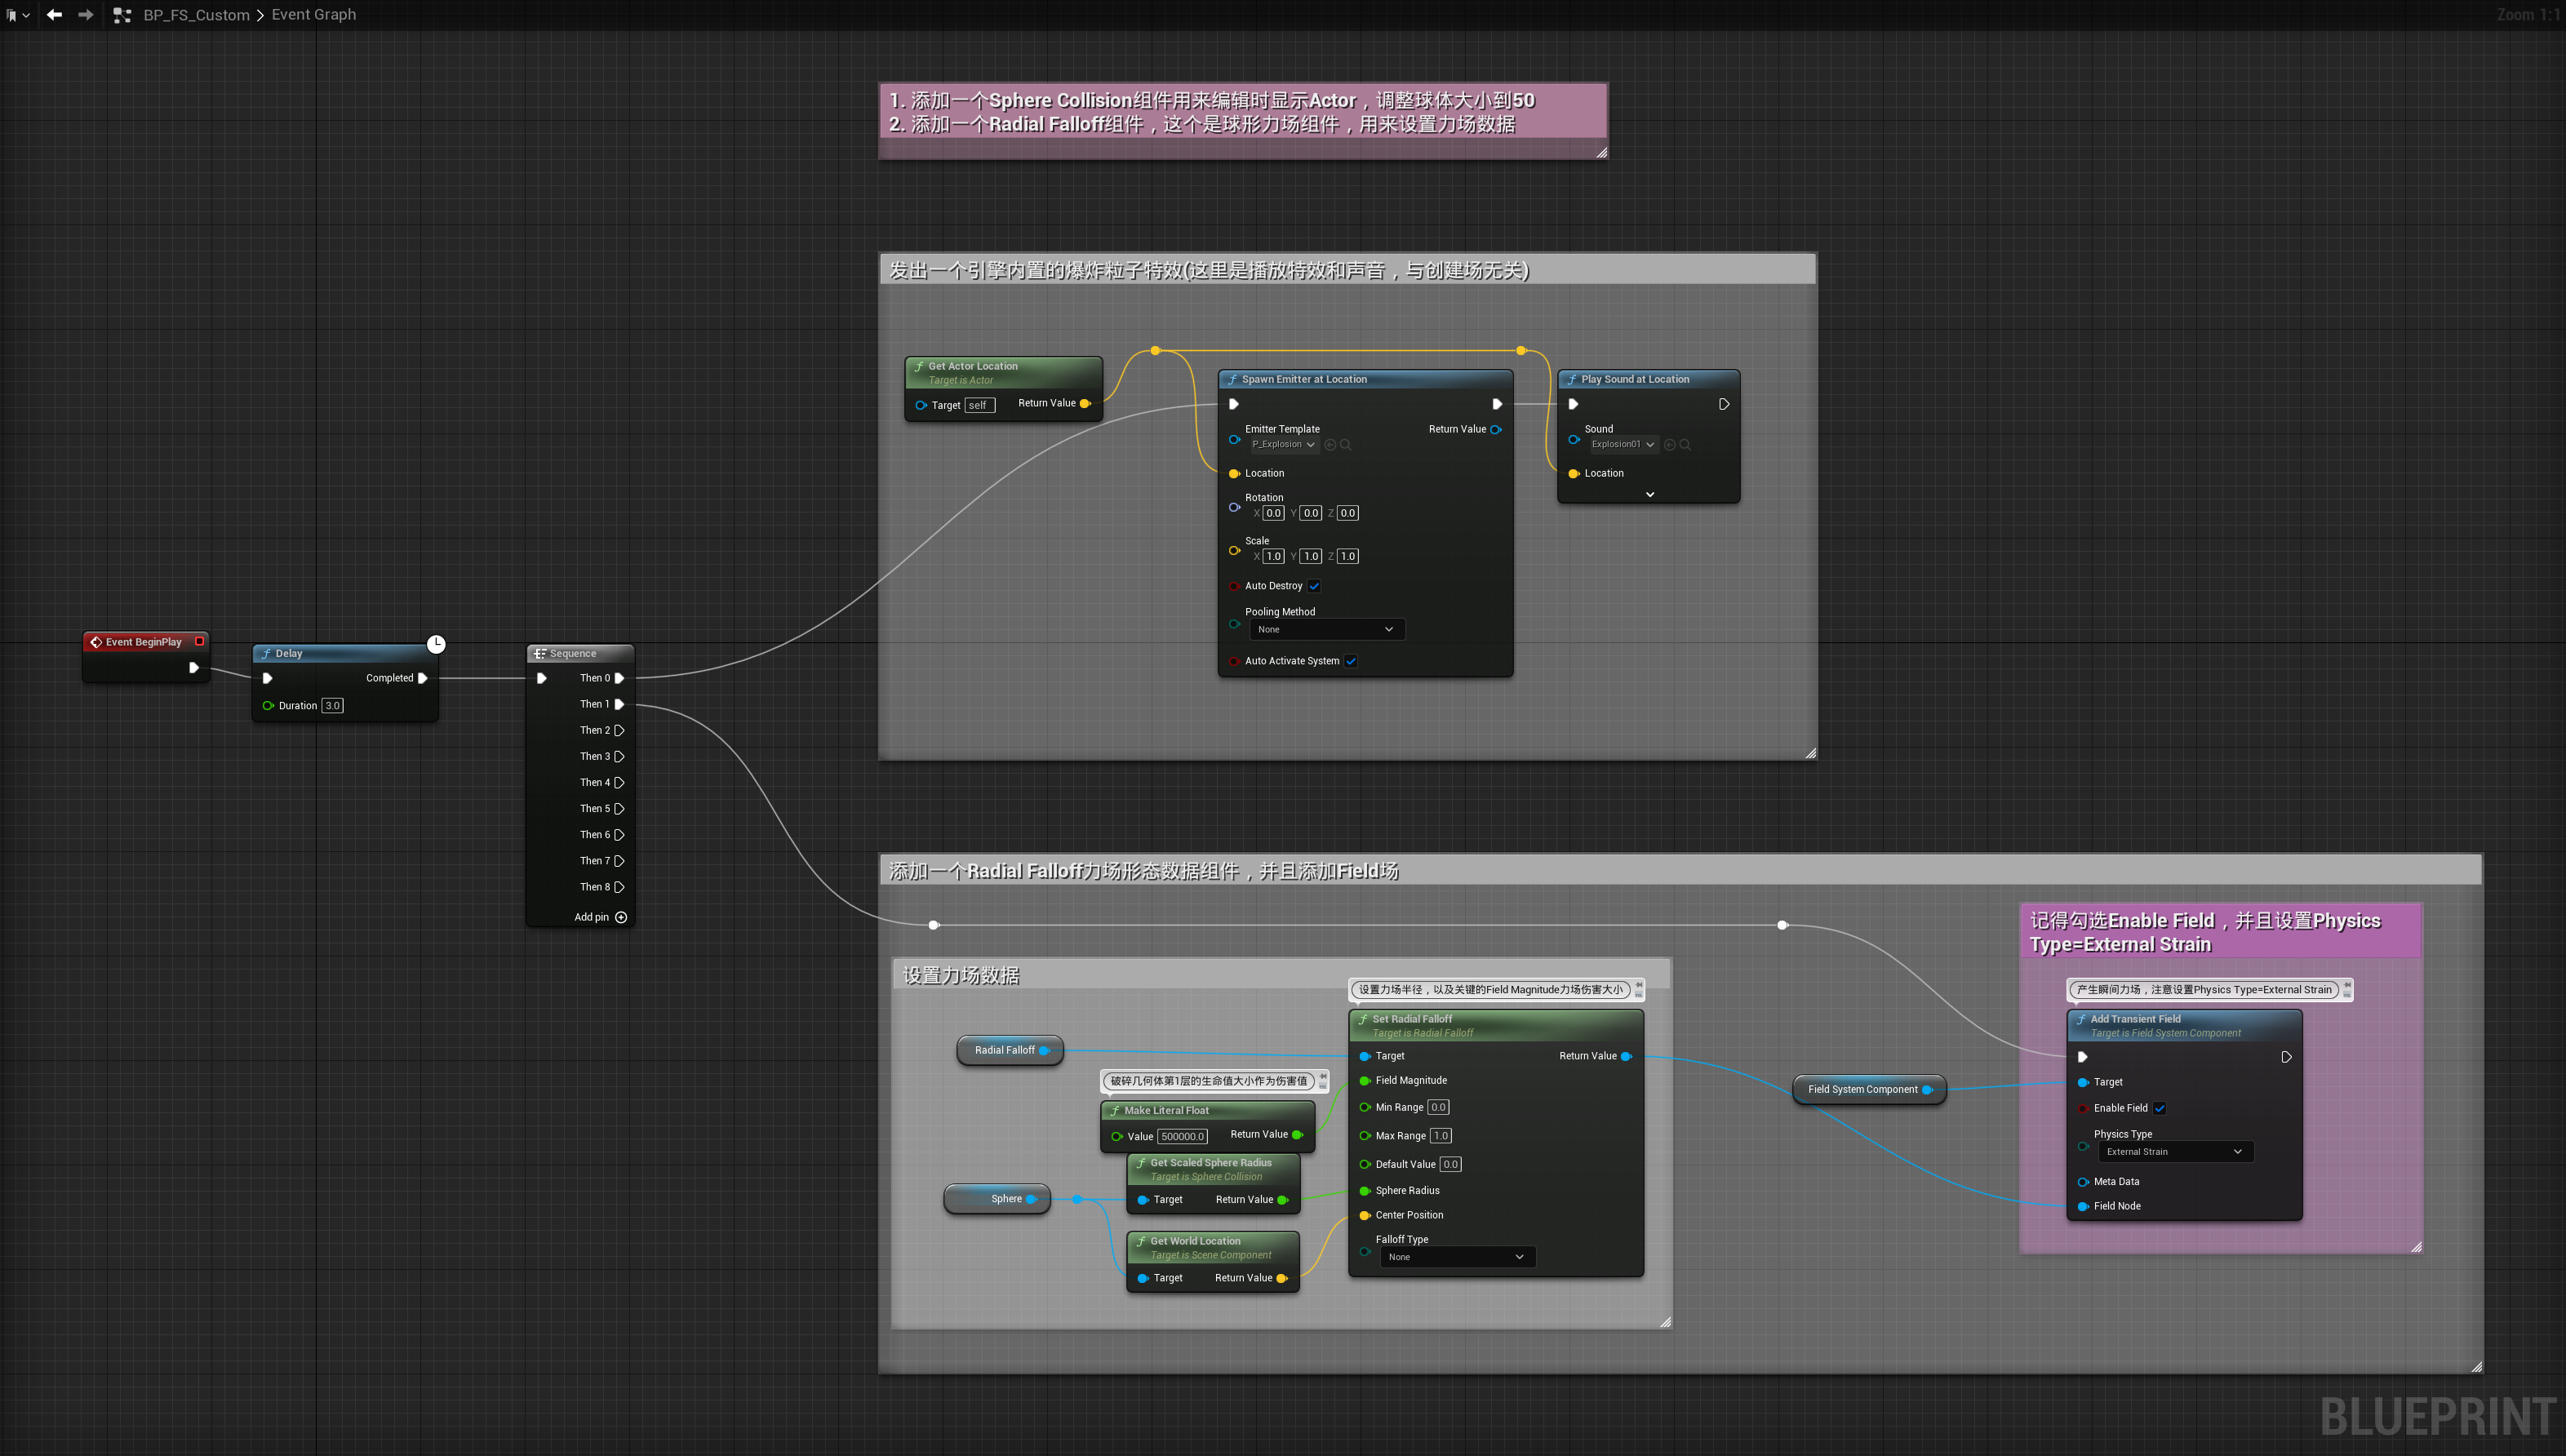 BP_FS_Custom > Event Graph
Zoom 1:1
1. 添加一个Sphere Collision组件用来编辑时显示Actor，调整球体大小到50
2. 添加一个Radial Falloff组件，这个是球形力场组件，用来设置力场数据
发出一个引擎内置的爆炸粒子特效(这里是播放特效和声音，与创建场无关)
Get Actor Location
Target is Actor
Target self Return Value
Spawn Emitter at Location
Emitter Template
P_Explosion
Return Value
Location
Rotation
X 0.0 Y 0.0 Z 0.0
Scale
X 1.0 Y 1.0 Z 1.0
Auto Destroy
Pooling Method
None
Auto Activate System
Play Sound at Location
Sound
Explosion01
Location
Event BeginPlay
Delay
Completed
Duration 3.0
Sequence
Then 0
Then 1
Then 2
Then 3
Then 4
Then 5
Then 6
Then 7
Then 8
Add pin
添加一个Radial Falloff力场形态数据组件，并且添加Field场
设置力场数据
Radial Falloff
破碎几何体第1层的生命值大小作为伤害值
Make Literal Float
Value 500000.0 Return Value
Get Scaled Sphere Radius
Target is Sphere Collision
Target Return Value
Sphere
Get World Location
Target is Scene Component
Target Return Value
设置力场半径，以及关键的Field Magnitude力场伤害大小
Set Radial Falloff
Target is Radial Falloff
Target Return Value
Field Magnitude
Min Range 0.0
Max Range 1.0
Default Value 0.0
Sphere Radius
Center Position
Falloff Type
None
Field System Component
记得勾选Enable Field，并且设置Physics
Type=External Strain
产生瞬间力场，注意设置Physics Type=External Strain
Add Transient Field
Target is Field System Component
Target
Enable Field
Physics Type
External Strain
Meta Data
Field Node
BLUEPRINT